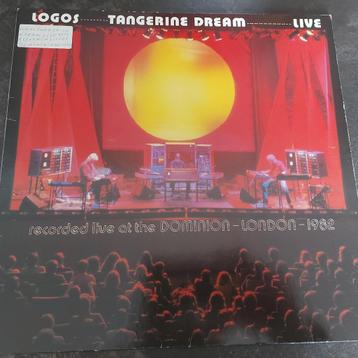 LOGOS........TANGERINE DREAM............LIVE
recorded live at the DOMINION - LONDON - 1982